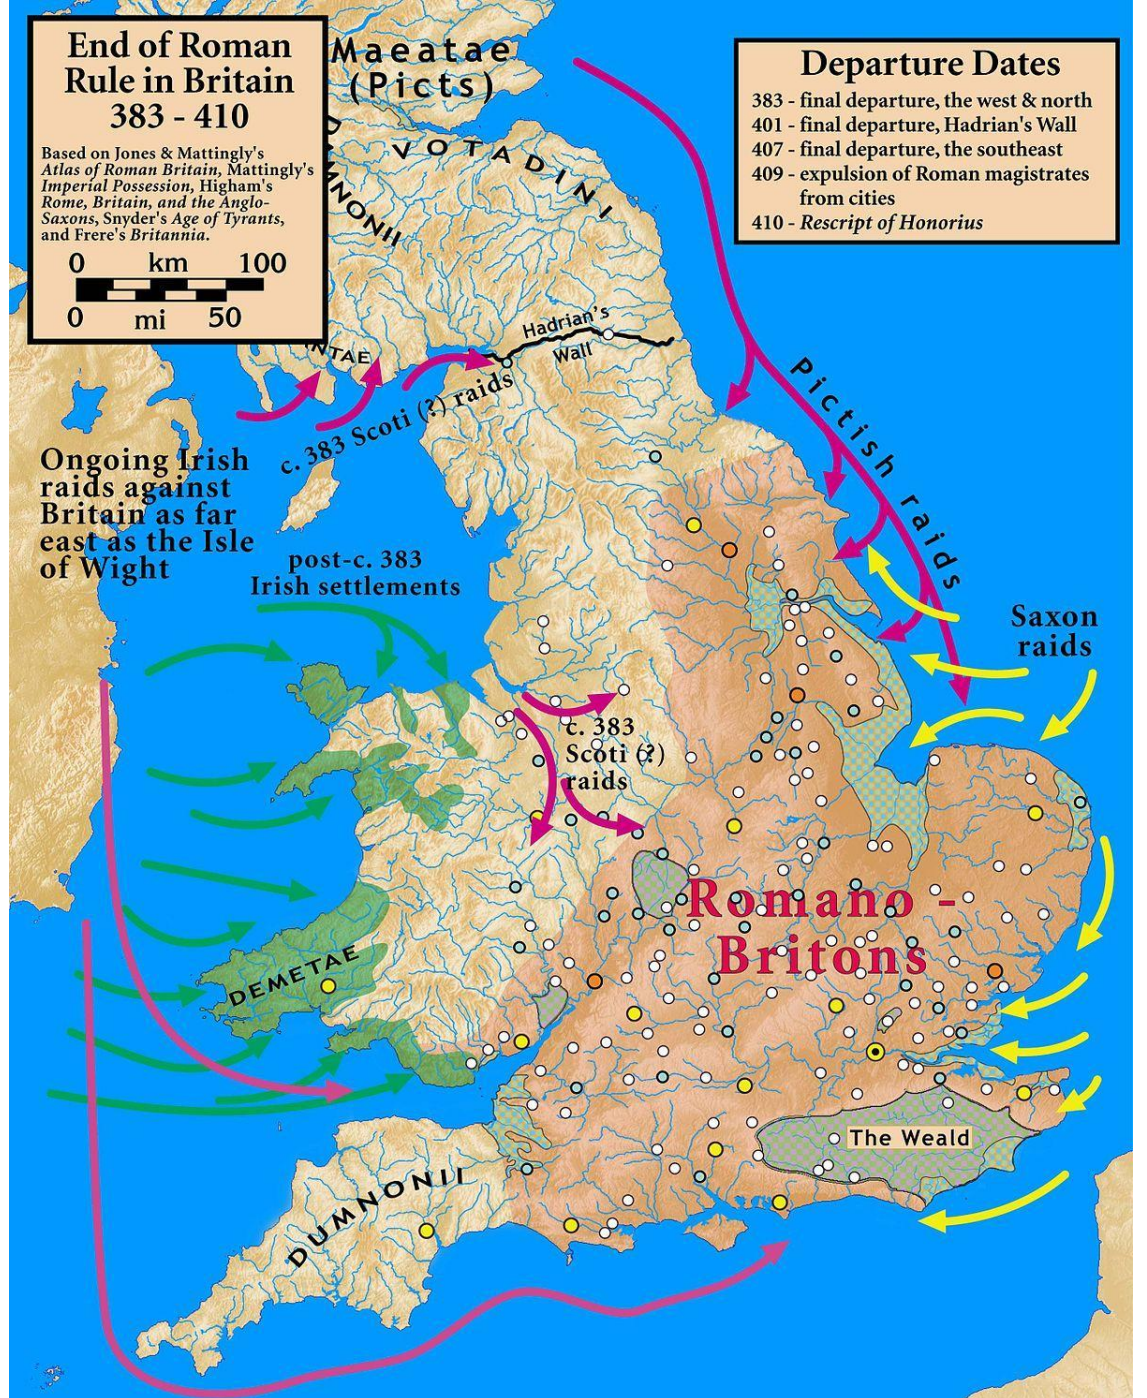 End of Roman
Rule in Britain
383 - 410
Based on Jones & Mattingly's
Atlas of Roman Britain, Mattingly's
Imperial Possession, Higham's
Rome, Britain, and the Anglo-
Saxons, Snyder's Age of Tyrants,
and Frere's Britannia.
0 km 100
0 mi 50
Maeatae
(Picts)
VOTADINI
MNONII
NTAE
Departure Dates
383 - final departure, the west & north
401 - final departure, Hadrian's Wall
407 - final departure, the southeast
409 - expulsion of Roman magistrates
from cities
410 - Rescript of Honorius
Hadrian's
Wall
c. 383 Scoti (?) raids
Pictish raids
Ongoing Irish
raids against
Britain as far
east as the Isle
of Wight
post-c. 383
Irish settlements
Saxon
raids
c. 383
Scoti (?)
raids
Romano -
Britons
DEMETAE
The Weald
DUMNONII